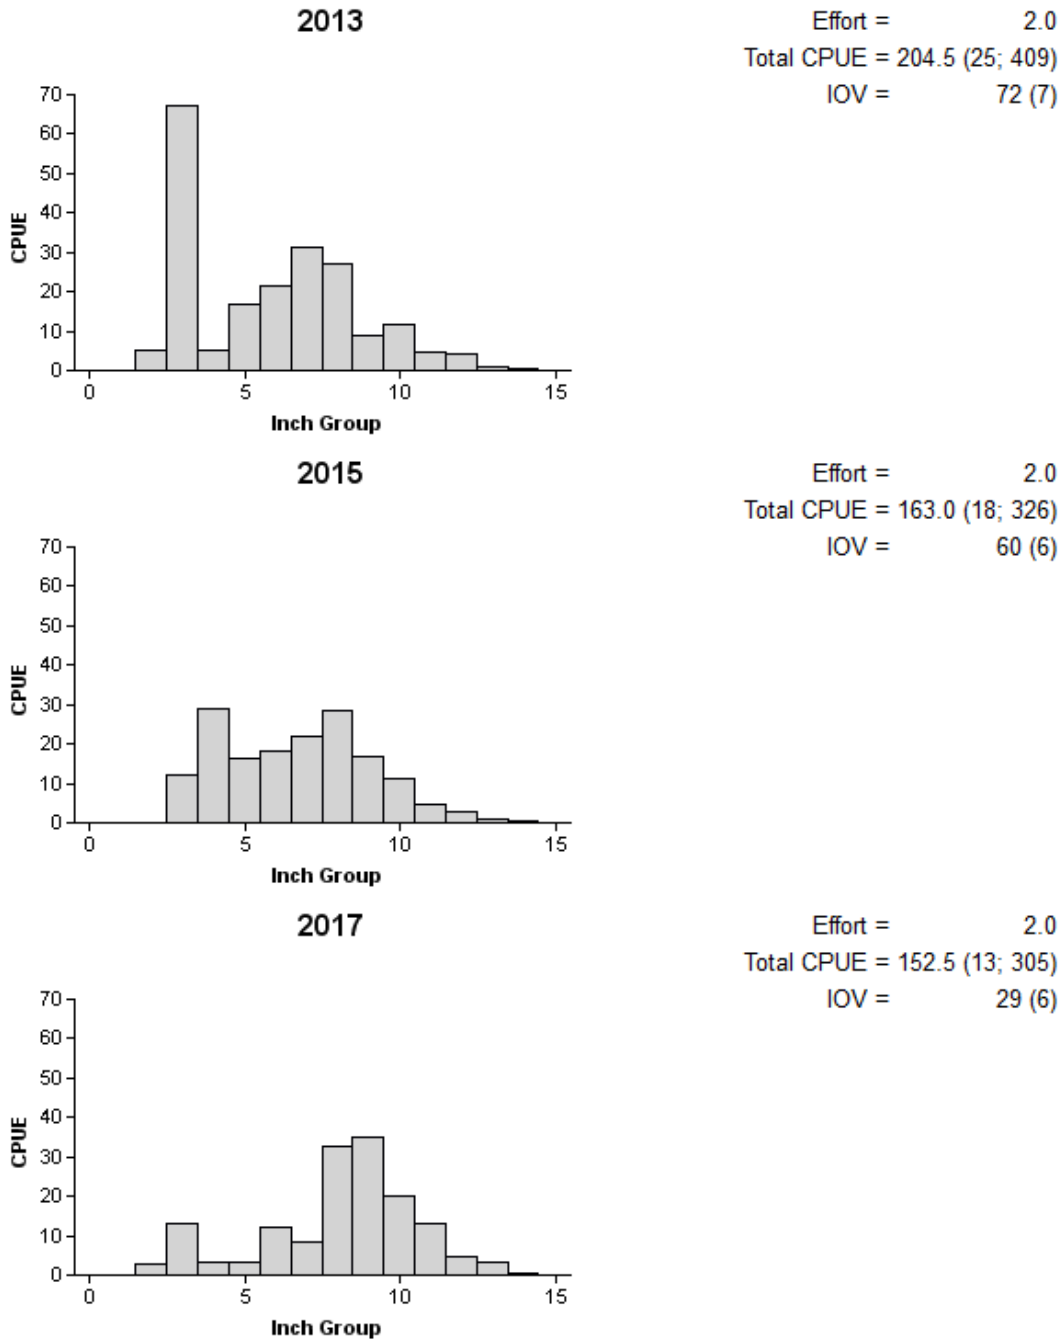 2013
Effort = 2.0
Total CPUE = 204.5 (25; 409)
IOV = 72 (7)
70
60
50
40
30
20
10
0
CPUE
0 5 10 15
Inch Group
2015
Effort = 2.0
Total CPUE = 163.0 (18; 326)
IOV = 60 (6)
70
60
50
40
30
20
10
0
CPUE
0 5 10 15
Inch Group
2017
Effort = 2.0
Total CPUE = 152.5 (13; 305)
IOV = 29 (6)
70
60
50
40
30
20
10
0
CPUE
0 5 10 15
Inch Group